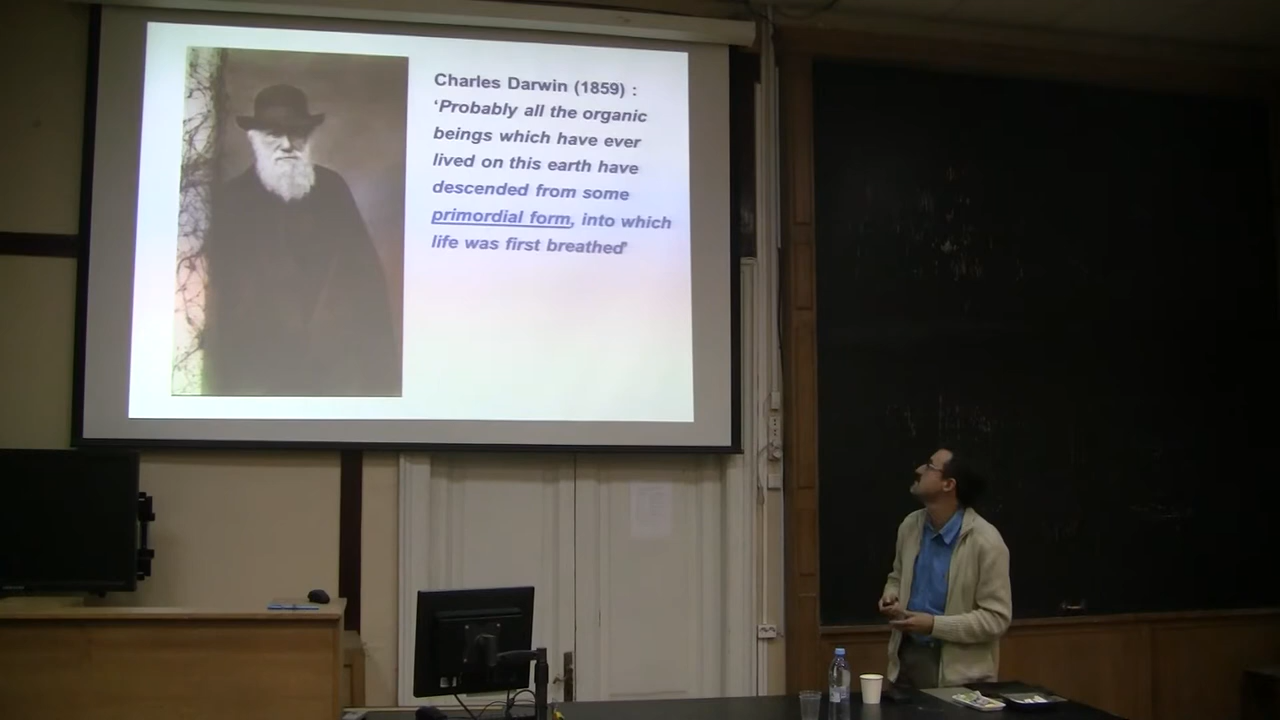 Charles Darwin (1859) :
‘Probably all the organic
beings which have ever
lived on this earth have
descended from some
primordial form, into which
life was first breathed’